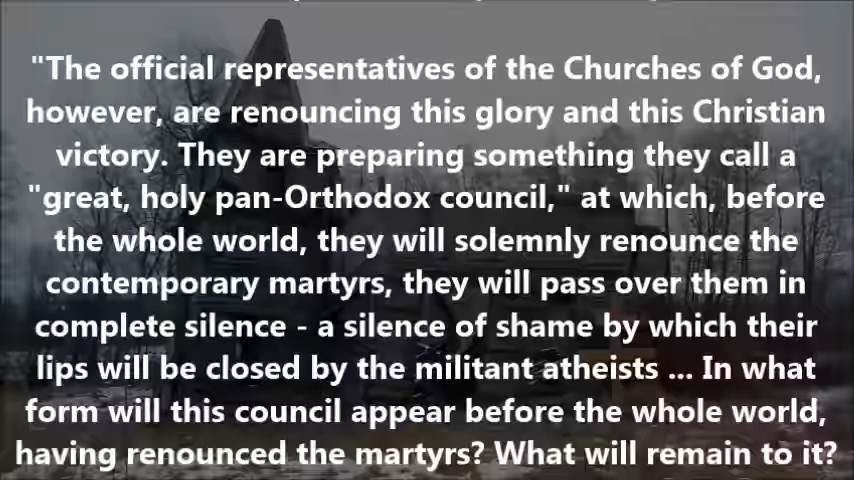 "The official representatives of the Churches of God,
however, are renouncing this glory and this Christian
victory. They are preparing something they call a
"great, holy pan-Orthodox council," at which, before
the whole world, they will solemnly renounce the
contemporary martyrs, they will pass over them in
complete silence - a silence of shame by which their
lips will be closed by the militant atheists ... In what
form will this council appear before the whole world,
having renounced the martyrs? What will remain to it?